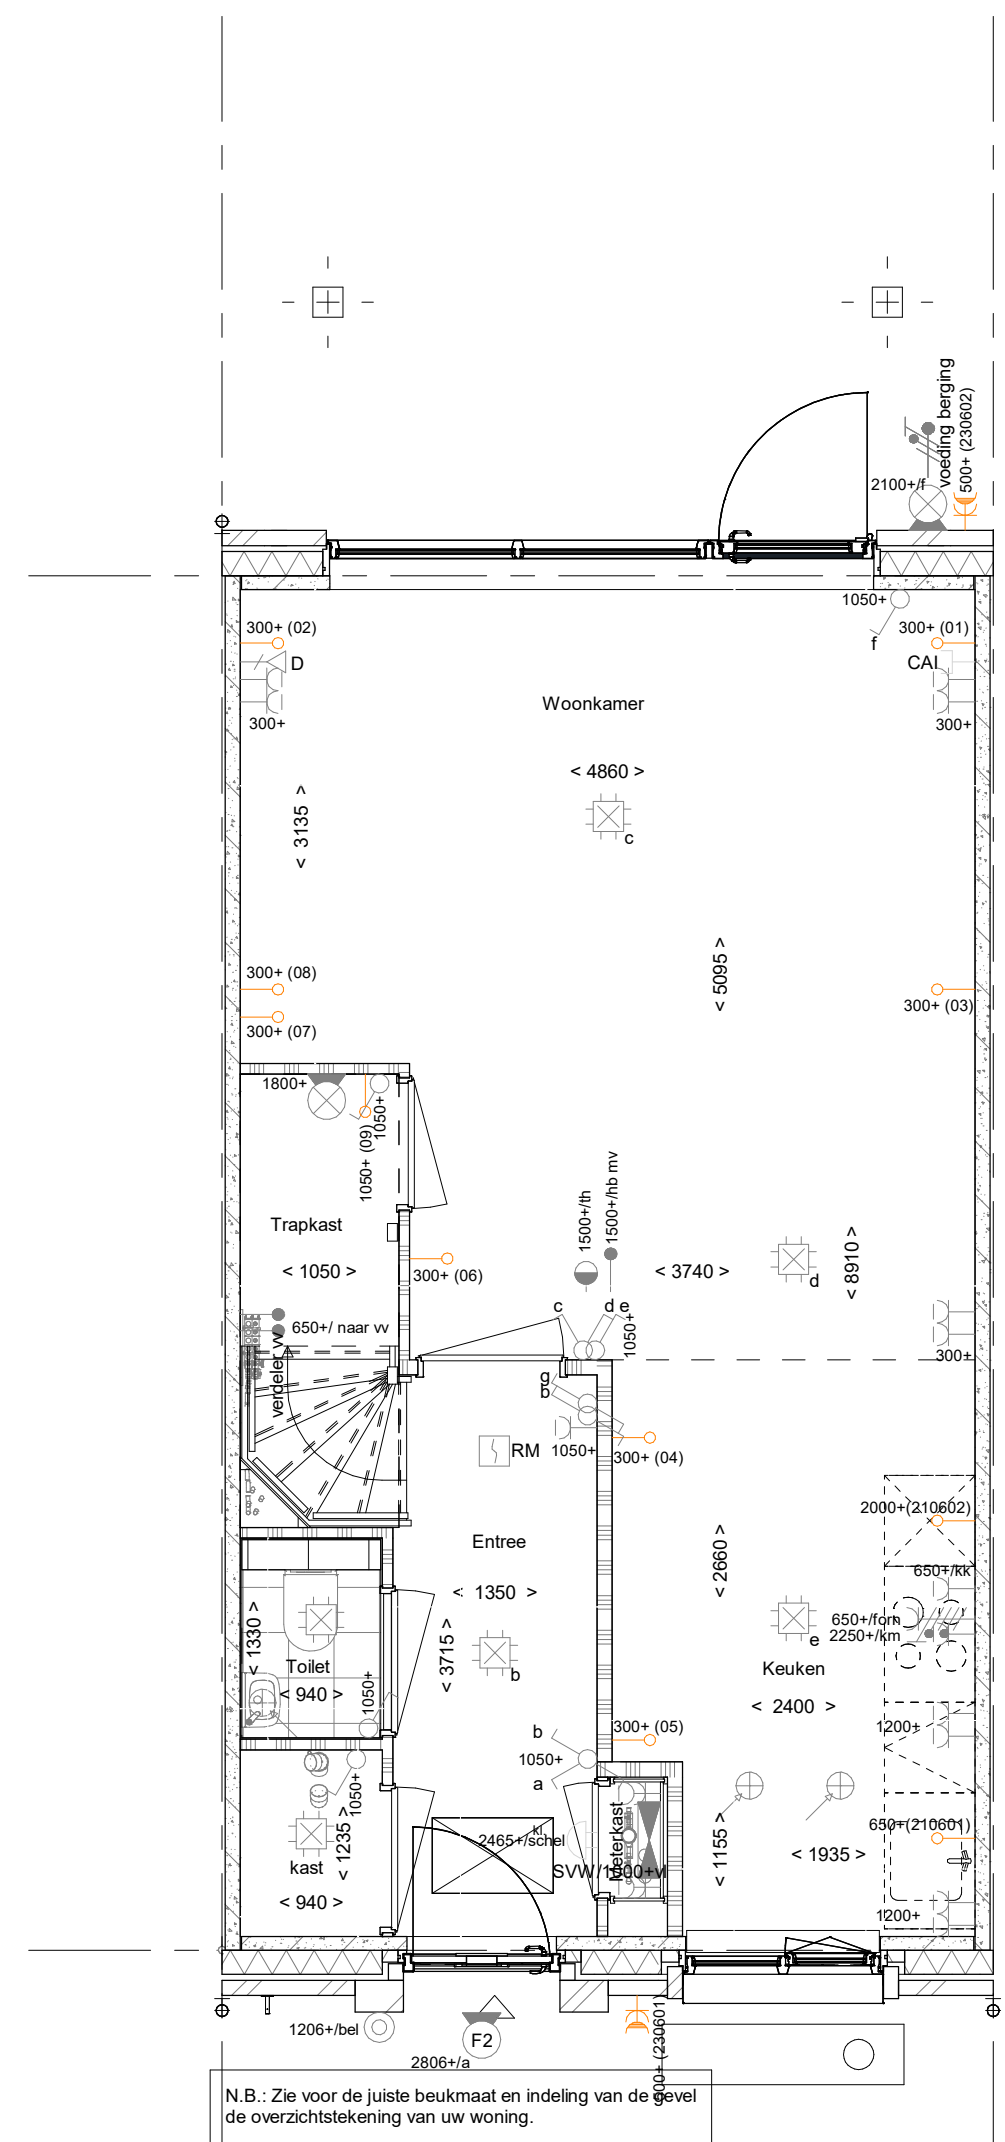 voeding berging
500+ (230602)
2100+/f
1050+
f
300+ (02)
300+ (01)
D
CAI
300+
300+
Woonkamer
< 4860 >
< 3135 >
c
< 5095 >
300+ (08)
300+ (07)
300+ (03)
1800+
1050+
1050+ (09)
1500+/th
1500+/hb mv
Trapkast
< 1050 >
300+ (06)
< 3740 >
d
< 8910 >
c
d e
1050+
650+/ naar vv
verdeler vv
300+
g
b
RM
1050+
300+ (04)
2000+(210602)
Entree
< 1350 >
< 2660 >
650+/kk
650+/forn
2250+/km
e
< 1330 >
Toilet
< 940 >
1050+
< 3715 >
b
Keuken
< 2400 >
300+ (05)
1200+
b
1050+
a
1050+
kast
< 1235 >
< 940 >
kl.
2465+/schel
Meterkast
SVW/1500+vl
< 1155 >
< 1935 >
650+(210601)
1200+
1206+/bel
F2
2806+/a
500+ (230601)
N.B.: Zie voor de juiste beukmaat en indeling van de gevel
de overzichtstekening van uw woning.